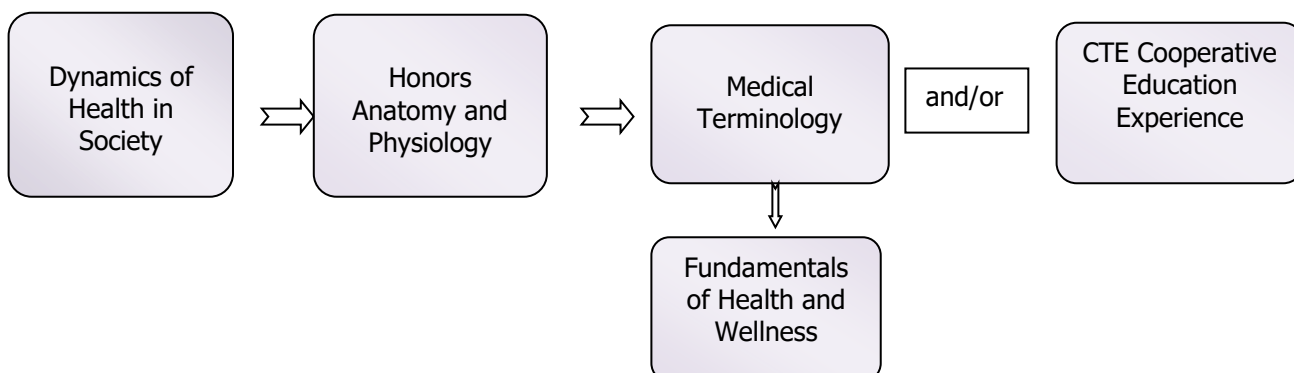 Dynamics of
Health in
Society
Honors
Anatomy and
Physiology
Medical
Terminology
and/or
CTE Cooperative
Education
Experience
Fundamentals
of Health and
Wellness